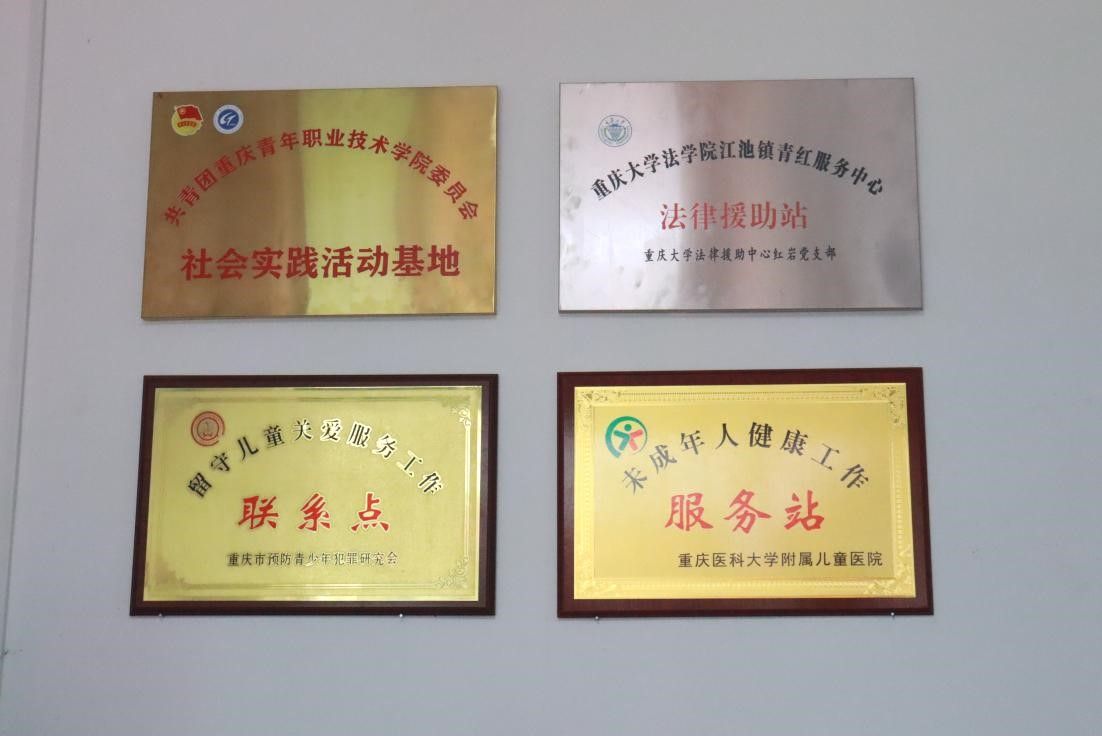 共青团重庆青年职业技术学院委员会
社会实践活动基地
重庆大学法学院江池镇青红服务中心
法律援助站
重庆大学法律援助中心红岩党支部
留守儿童关爱服务工作
联系点
重庆市预防青少年犯罪研究会
未成年人健康工作
服务站
重庆医科大学附属儿童医院